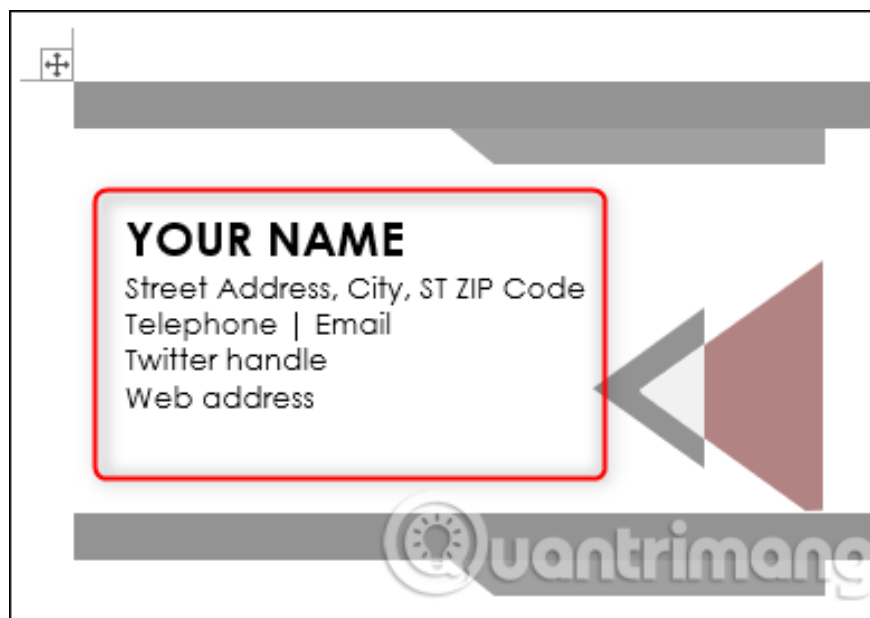 YOUR NAME
Street Address, City, ST ZIP Code
Telephone | Email
Twitter handle
Web address
Quantrimang